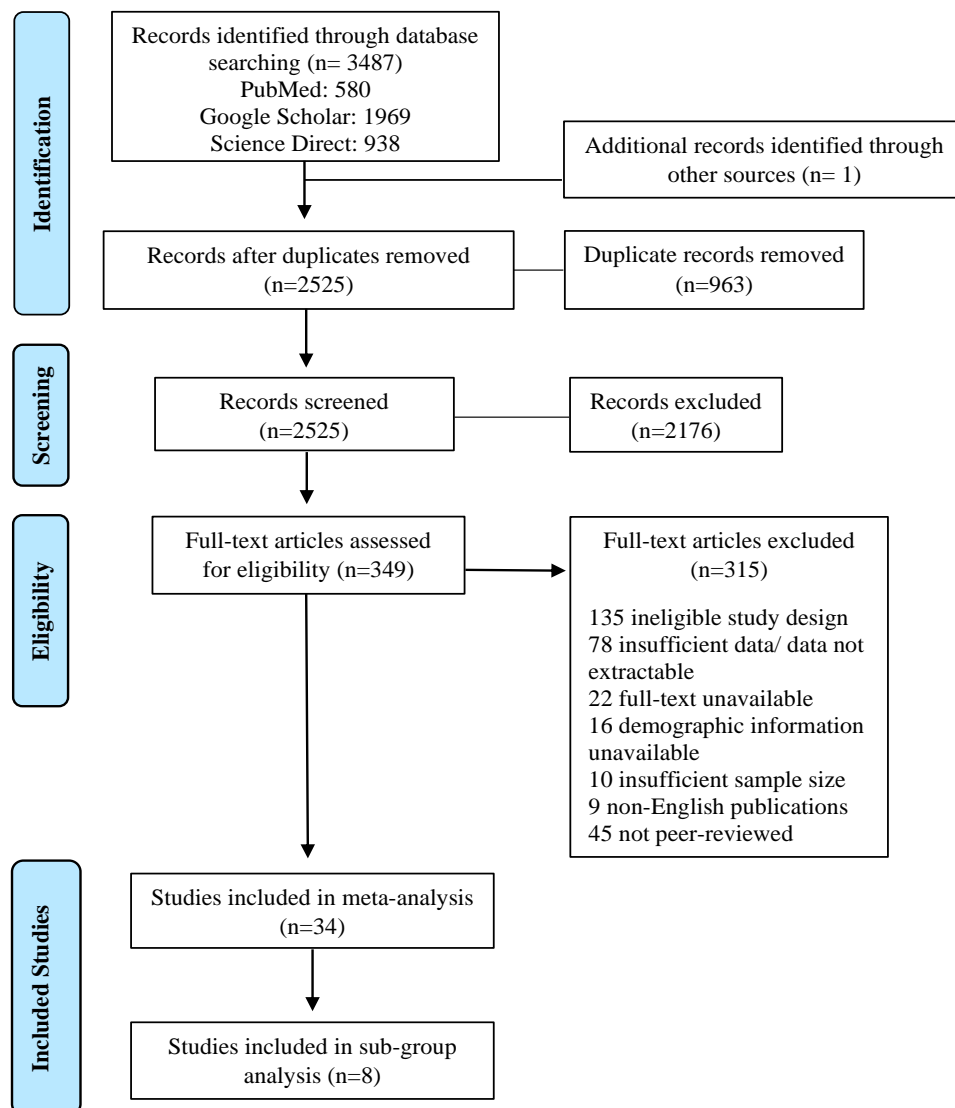 Identification
Records identified through database
searching (n= 3487)
PubMed: 580
Google Scholar: 1969
Science Direct: 938
Additional records identified through
other sources (n= 1)
Records after duplicates removed
(n=2525)
Duplicate records removed
(n=963)
Screening
Records screened
(n=2525)
Records excluded
(n=2176)
Eligibility
Full-text articles assessed
for eligibility (n=349)
Full-text articles excluded
(n=315)
135 ineligible study design
78 insufficient data/ data not
extractable
22 full-text unavailable
16 demographic information
unavailable
10 insufficient sample size
9 non-English publications
45 not peer-reviewed
Included Studies
Studies included in meta-analysis
(n=34)
Studies included in sub-group
analysis (n=8)